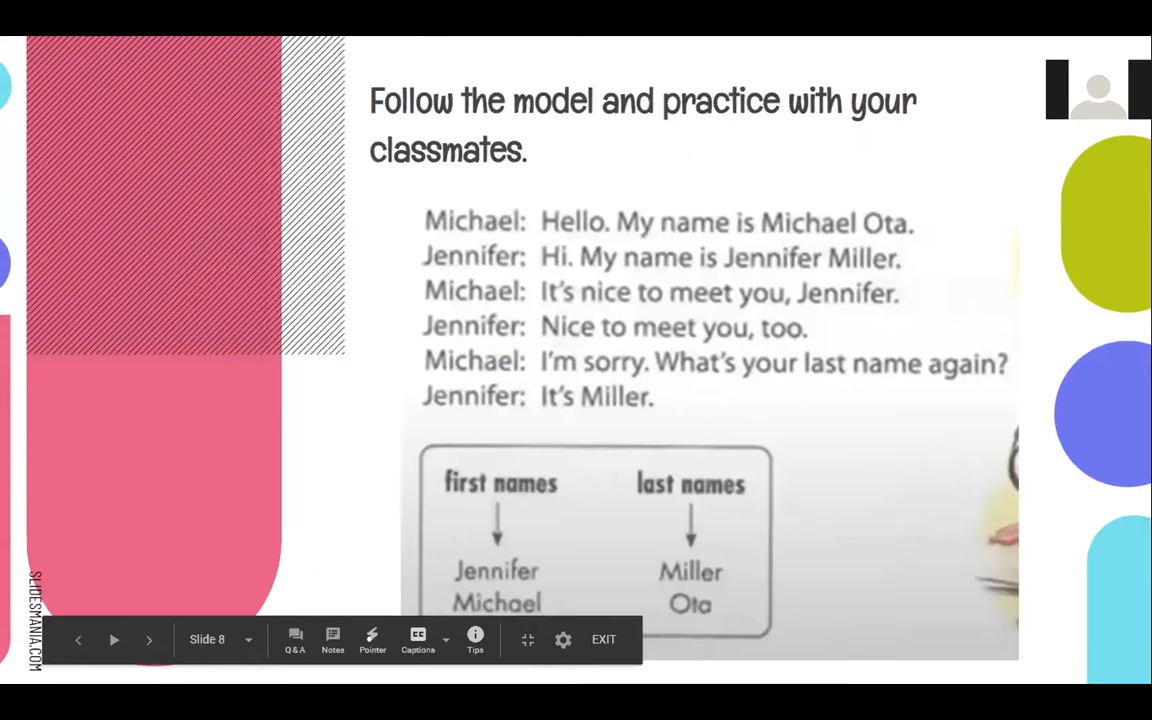 Follow the model and practice with your
classmates.
Michael: Hello. My name is Michael Ota.
Jennifer: Hi. My name is Jennifer Miller.
Michael: It's nice to meet you, Jennifer.
Jennifer: Nice to meet you, too.
Michael: I'm sorry. What's your last name again?
Jennifer: It's Miller.
first names last names
Jennifer Miller
Michael Ota
SLIDESMANIA.COM
Slide 8
Q&A Notes Pointer Captions Tips EXIT
CC